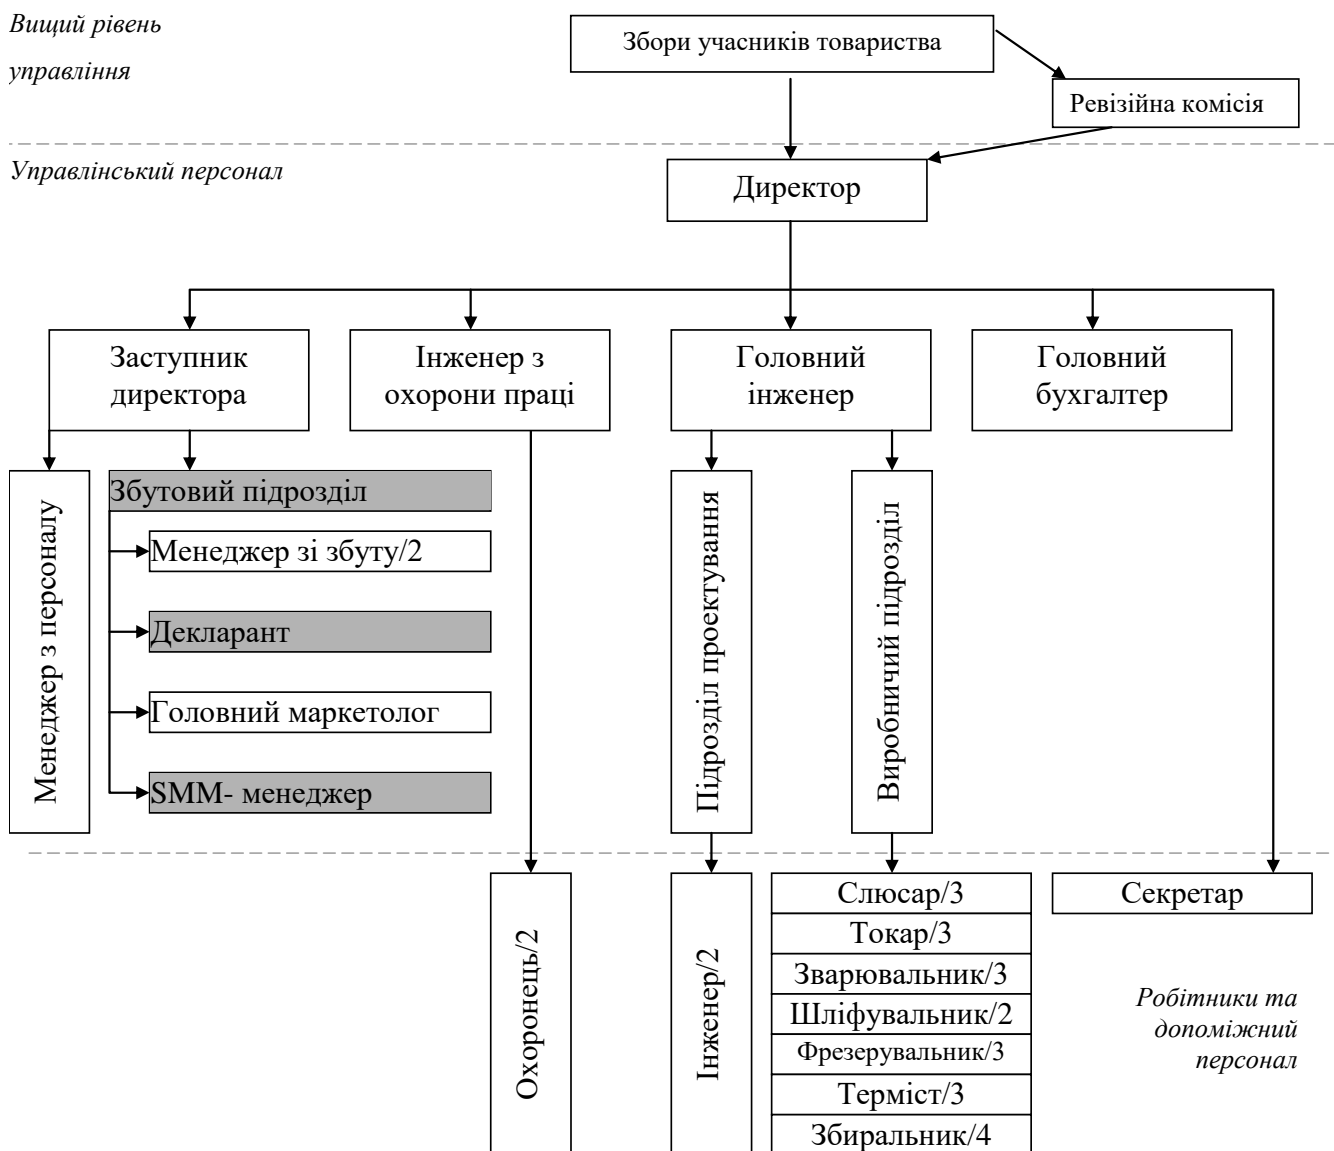 Вищий рівень
управління
Збори учасників товариства
Ревізійна комісія
Управлінський персонал
Директор
Заступник
директора
Інженер з
охорони праці
Головний
інженер
Головний
бухгалтер
Менеджер з персоналу
Збутовий підрозділ
Менеджер зі збуту/2
Декларант
Головний маркетолог
SMM- менеджер
Підрозділ проектування
Виробничий підрозділ
Охоронець/2
Інженер/2
Слюсар/3
Токар/3
Зварювальник/3
Шліфувальник/2
Фрезерувальник/3
Терміст/3
Збиральник/4
Секретар
Робітники та
допоміжний
персонал